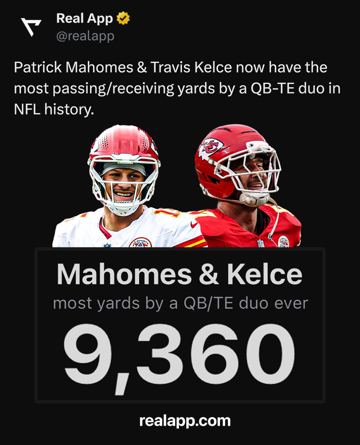 Real App
@realapp
Patrick Mahomes & Travis Kelce now have the
most passing/receiving yards by a QB-TE duo in
NFL history.
Mahomes & Kelce
most yards by a QB/TE duo ever
9,360
realapp.com